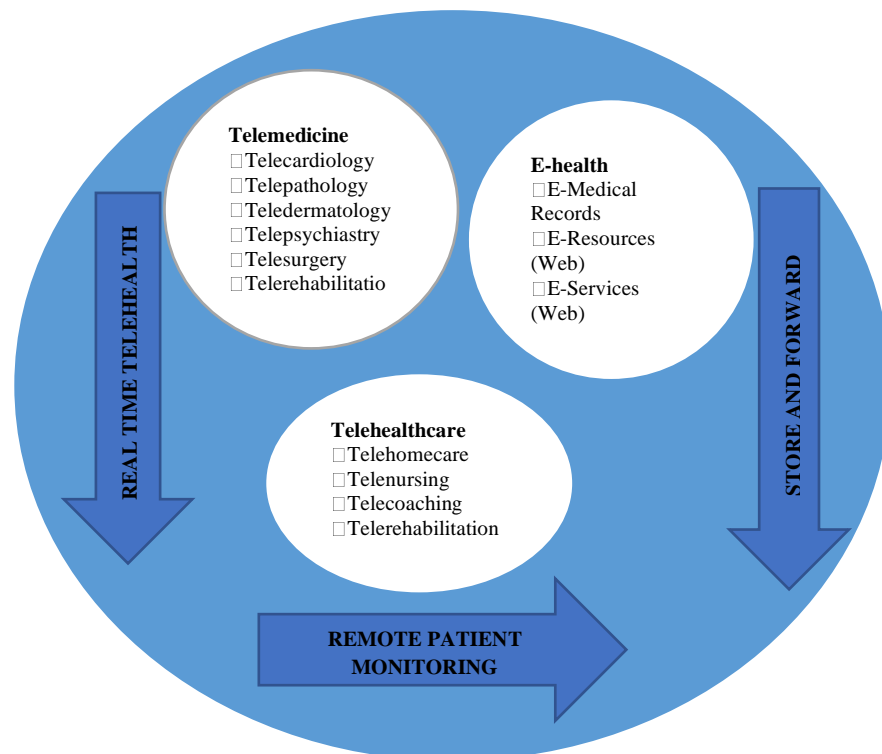 Telemedicine
□Telecardiology
□Telepathology
□Teledermatology
□Telepsychiastry
□Telesurgery
□Telerehabilitatio
E-health
□E-Medical
Records
□E-Resources
(Web)
□E-Services
(Web)
REAL TIME TELEHEALTH
STORE AND FORWARD
Telehealthcare
□Telehomecare
□Telenursing
□Telecoaching
□Telerehabilitation
REMOTE PATIENT
MONITORING